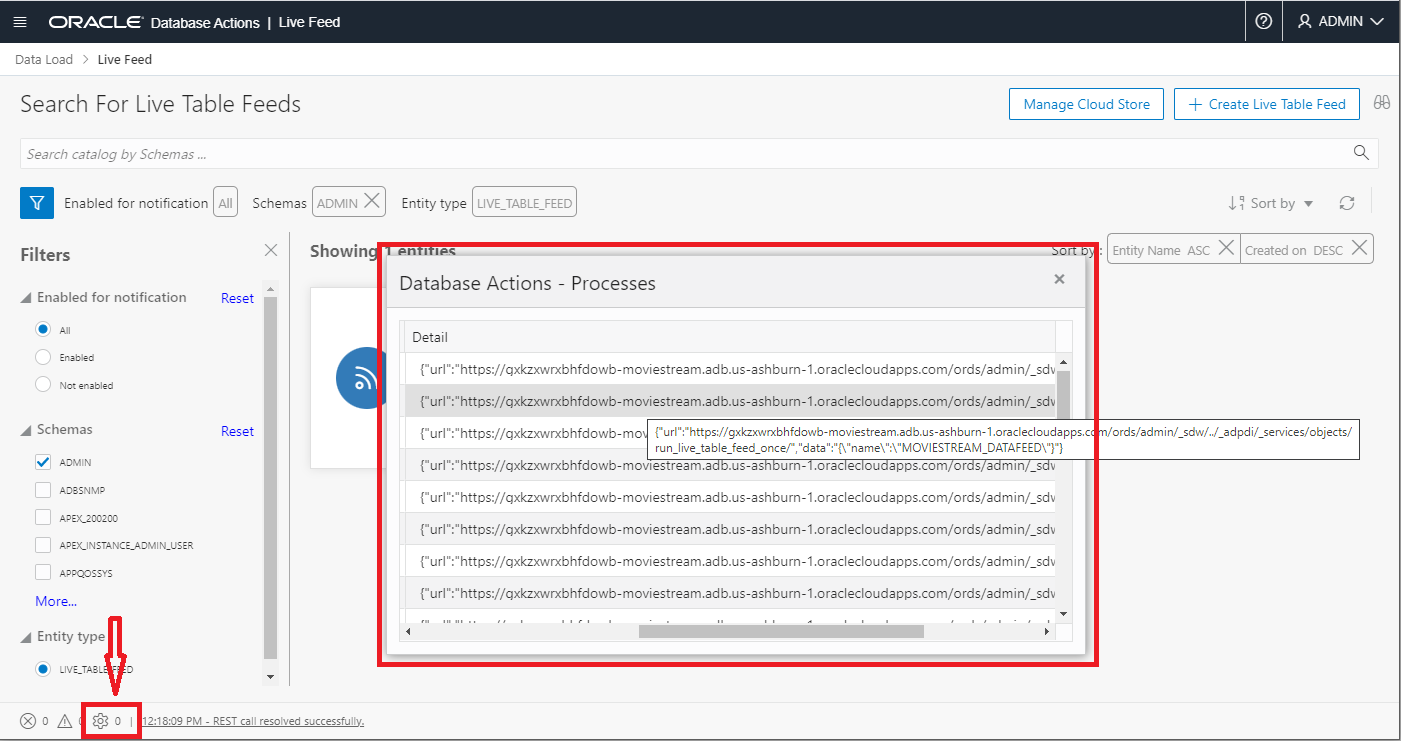 ORACLE Database Actions | Live Feed
ADMIN
Data Load > Live Feed
Search For Live Table Feeds
Manage Cloud Store
+ Create Live Table Feed
Search catalog by Schemas ...
Enabled for notification All Schemas ADMIN LIVE_TABLE_FEED Entity type
Sort by
Filters
Enabled for notification Reset
All
Enabled
Not enabled
Schemas Reset
ADMIN
ADBSNMP
APEX_200200
APEX_INSTANCE_ADMIN_USER
APPQOSSYS
More...
Entity type
LIVE_TABLE_FEED
Showing 1 entities
Sort by :
Entity Name ASC
Created on DESC
Database Actions - Processes
Detail
{"url":"https://qxkzxwrxbhfdowb-moviestream.adb.us-ashburn-1.oraclecloudapps.com/ords/admin/_sdw
{"url":"https://qxkzxwrxbhfdowb-moviestream.adb.us-ashburn-1.oraclecloudapps.com/ords/admin/_sdw
{"url":"https://qxkzxwrxbhfdowb-mov
{"url":"https://qxkzxwrxbhfdowb-moviestream.adb.us-ashburn-1.oraclecloudapps.com/ords/admin/_sdw/../_adpdi/_services/objects/
run_live_table_feed_once/","data":"{\"name\":\"MOVIESTREAM_DATAFEED\"}"}
{"url":"https://qxkzxwrxbhfdowb-moviestream.adb.us-ashburn-1.oraclecloudapps.com/ords/admin/_sdw
{"url":"https://qxkzxwrxbhfdowb-moviestream.adb.us-ashburn-1.oraclecloudapps.com/ords/admin/_sdw
{"url":"https://qxkzxwrxbhfdowb-moviestream.adb.us-ashburn-1.oraclecloudapps.com/ords/admin/_sdw
{"url":"https://qxkzxwrxbhfdowb-moviestream.adb.us-ashburn-1.oraclecloudapps.com/ords/admin/_sdw
{"url":"https://qxkzxwrxbhfdowb-moviestream.adb.us-ashburn-1.oraclecloudapps.com/ords/admin/_sdw
0 0 0 | 12:18:09 PM - REST call resolved successfully.